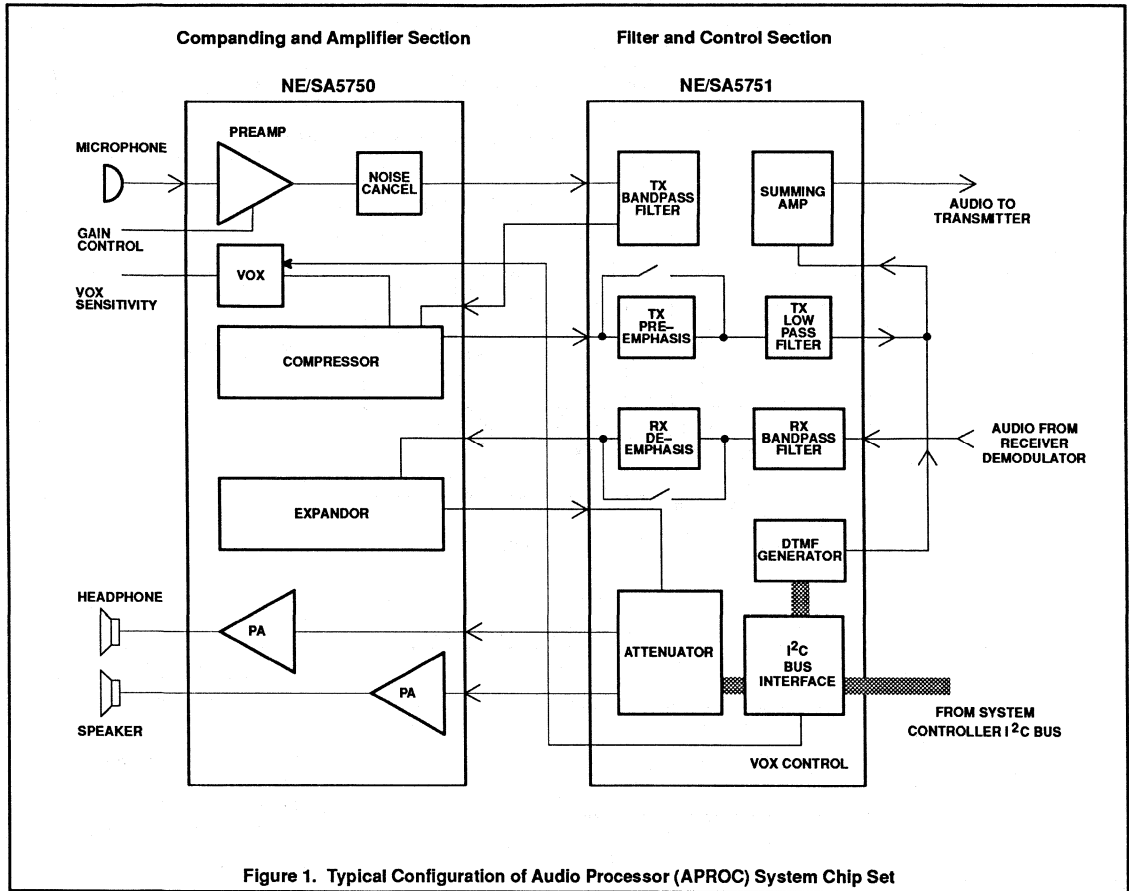 Companding and Amplifier Section
Filter and Control Section
NE/SA5750
NE/SA5751
MICROPHONE
PREAMP
NOISE
CANCEL
TX
BANDPASS
FILTER
SUMMING
AMP
AUDIO TO
TRANSMITTER
GAIN
CONTROL
VOX
VOX
SENSITIVITY
TX
PRE–
EMPHASIS
TX
LOW
PASS
FILTER
COMPRESSOR
RX
DE–
EMPHASIS
RX
BANDPASS
FILTER
AUDIO FROM
RECEIVER
DEMODULATOR
EXPANDOR
DTMF
GENERATOR
HEADPHONE
PA
ATTENUATOR
I²C
BUS
INTERFACE
PA
SPEAKER
FROM SYSTEM
CONTROLLER I²C BUS
VOX CONTROL
Figure 1. Typical Configuration of Audio Processor (APROC) System Chip Set